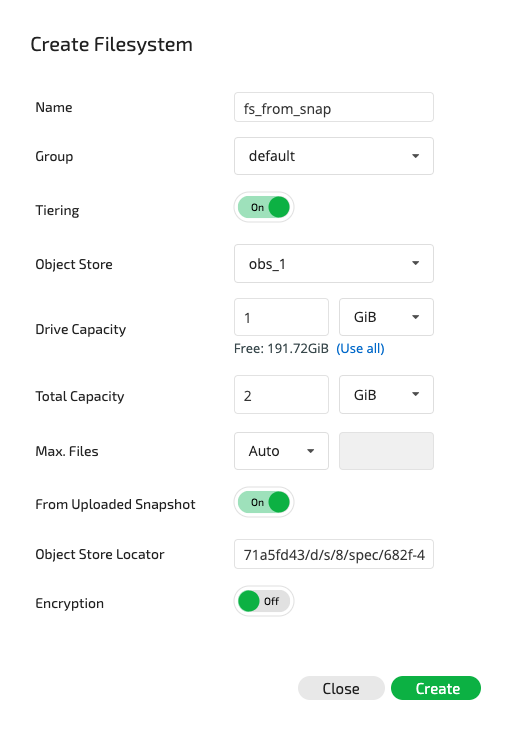 Create Filesystem
Name fs_from_snap
Group default
Tiering On
Object Store obs_1
Drive Capacity 1 GiB
Free: 191.72GiB (Use all)
Total Capacity 2 GiB
Max. Files Auto
From Uploaded Snapshot On
Object Store Locator 71a5fd43/d/s/8/spec/682f-4
Encryption Off
Close Create